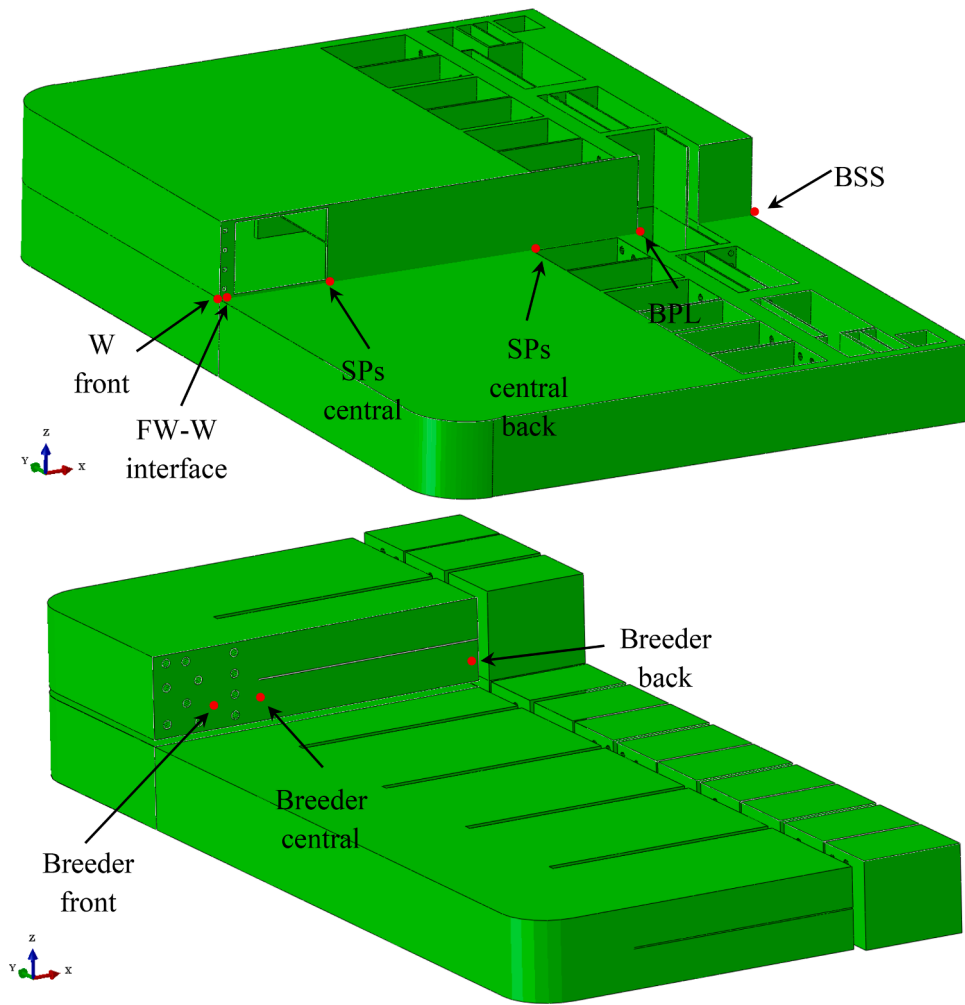 BSS
BPL
W
front
SPs
central
SPs
central
back
FW-W
interface
z
Y
x
Breeder
back
Breeder
central
Breeder
front
z
Y
x